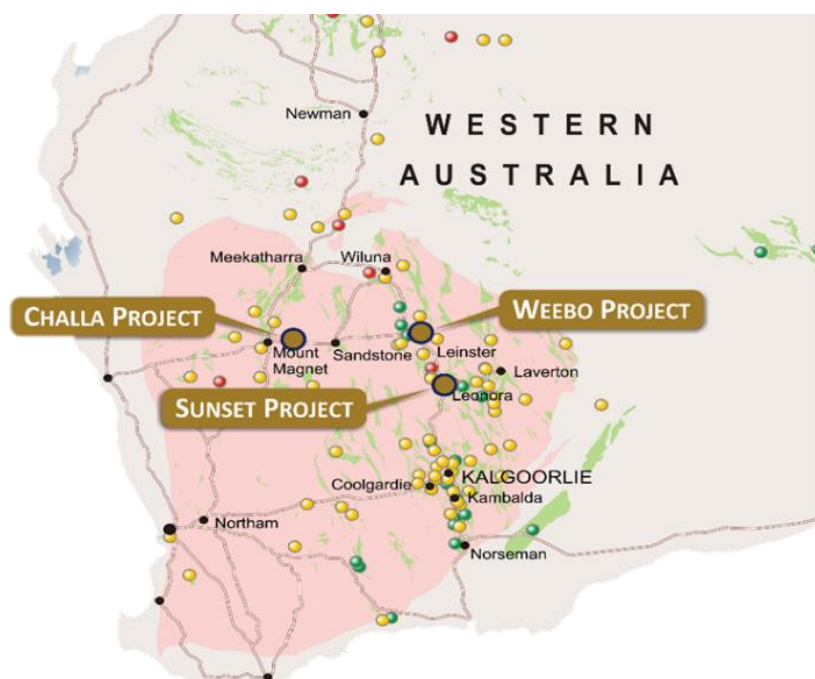 Newman
WESTERN
AUSTRALIA
Meekatharra
Wiluna
CHALLA PROJECT
WEEBO PROJECT
Mount
Magnet
Sandstone
Leinster
Laverton
SUNSET PROJECT
Leonora
KALGOORLIE
Coolgardie
Kambalda
Northam
Norseman